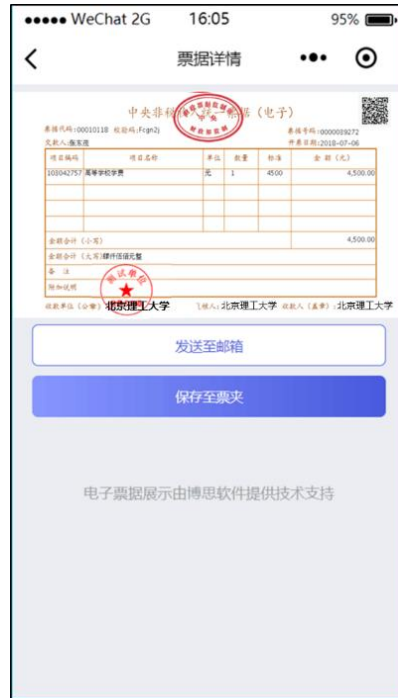 WeChat 2G 16:05 95%
票据详情
中央非税收入统一票据（电子）
票据代码:00010118 校验码:Fcgn2j 票据号码:0000089272
交款人:施东雅 开票日期:2018-07-06
项目编码 项目名称 单位 数量 标准 金 额（元）
103042757 高等学校学费 元 1 4500 4,500.00
金额合计（小写） 4,500.00
金额合计（大写）肆仟伍佰元整
备 注
测试单位
附加说明
收款单位（公章） 北京理工大学 北京理工大学 收款人（盖章）:北京理工大学
发送至邮箱
保存至票夹
电子票据展示由博思软件提供技术支持